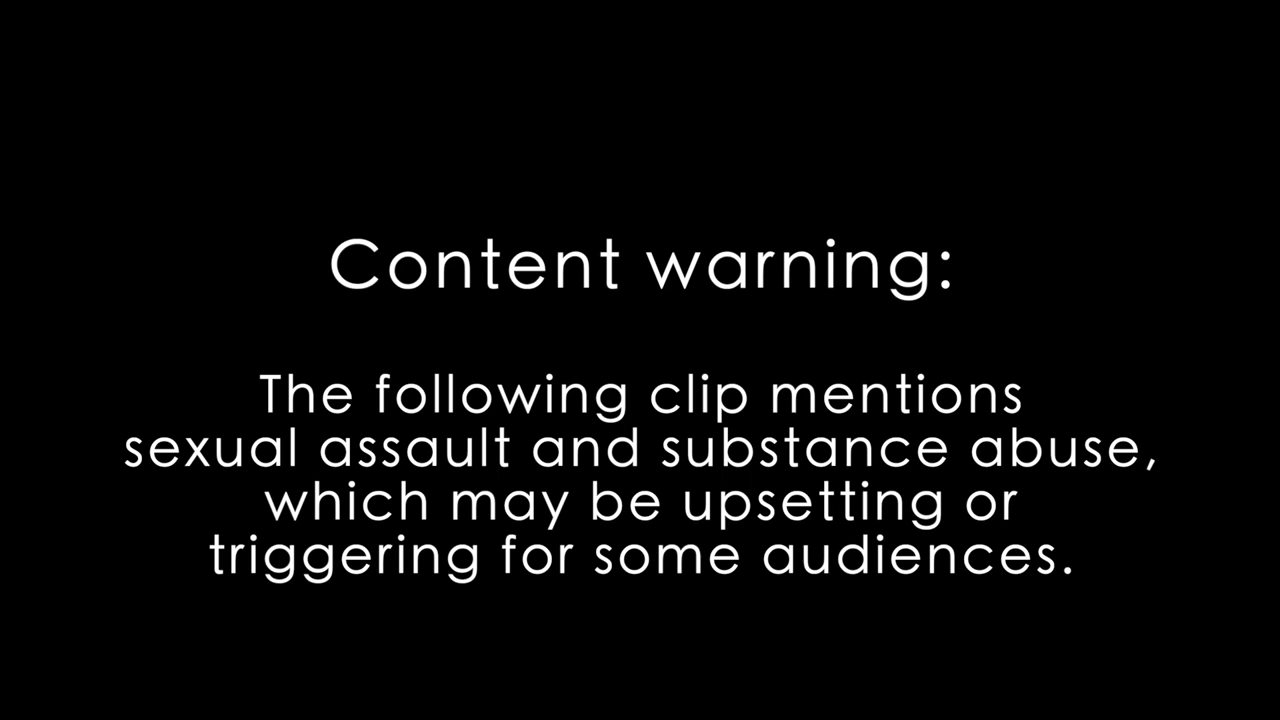 Content warning:
The following clip mentions
sexual assault and substance abuse,
which may be upsetting or
triggering for some audiences.